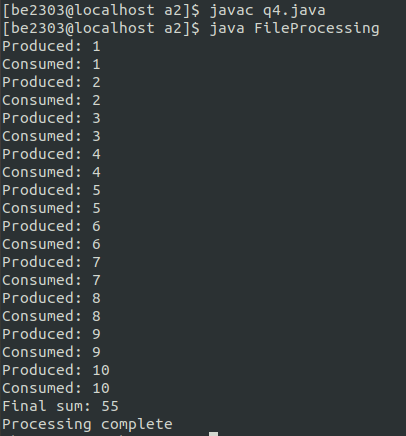 [be2303@localhost a2]$ javac q4.java
[be2303@localhost a2]$ java FileProcessing
Produced: 1
Consumed: 1
Produced: 2
Consumed: 2
Produced: 3
Consumed: 3
Produced: 4
Consumed: 4
Produced: 5
Consumed: 5
Produced: 6
Consumed: 6
Produced: 7
Consumed: 7
Produced: 8
Consumed: 8
Produced: 9
Consumed: 9
Produced: 10
Consumed: 10
Final sum: 55
Processing complete